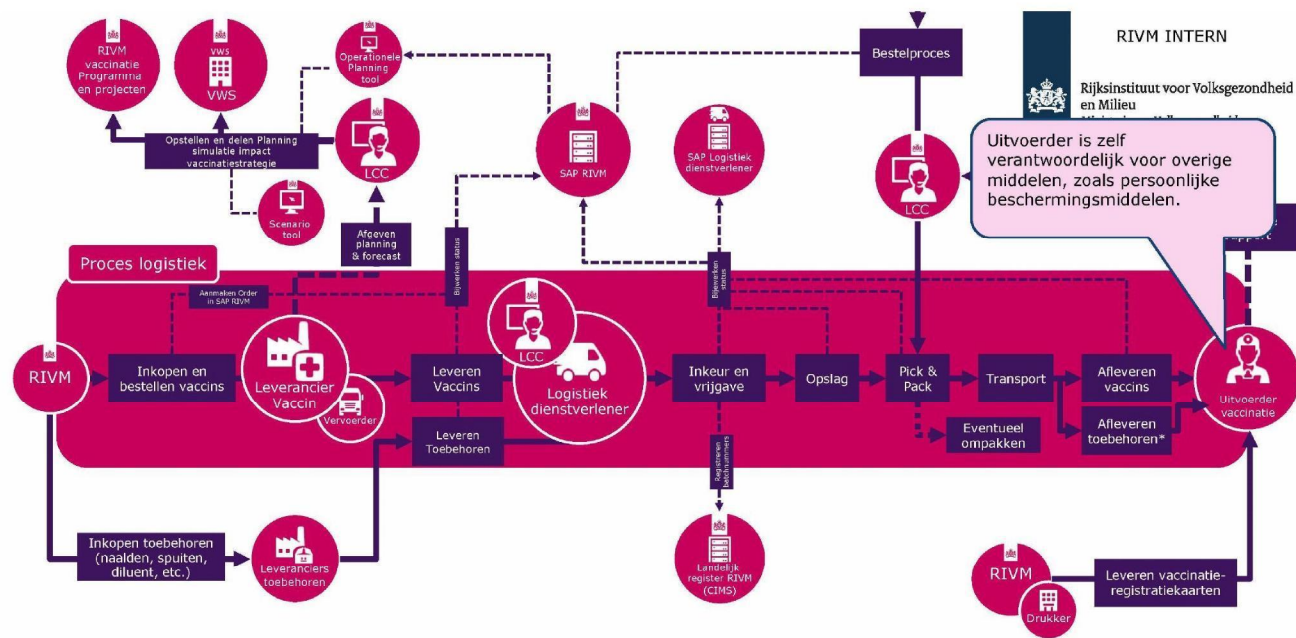 RIVM
vaccinatie
Programma
en projecten
vws
VWS
Operationele
Planning
tool
Opstellen en delen Planning
simulatie impact
vaccinatiestrategie
LCC
Scenario
tool
Afgeven
planning
& forecast
SAP RIVM
SAP Logistiek
dienstverlener
Bestelproces
LCC
RIVM INTERN
Rijksinstituut voor Volksgezondheid
en Milieu
Uitvoerder is zelf
verantwoordelijk voor overige
middelen, zoals persoonlijke
beschermingsmiddelen.
Proces logistiek
Aanmaken Order
in SAP RIVM
Bijwerken status
Bijewerken
status
RIVM
Inkopen en
bestellen vaccins
Leverancier
Vaccin
Vervoerder
Leveren
Vaccins
Leveren
Toebehoren
LCC
Logistiek
dienstverlener
Inkeur en
vrijgave
Opslag
Pick &
Pack
Eventueel
ompakken
Transport
Afleveren
vaccins
Afleveren
toebehoren*
Uitvoerder
vaccinatie
Registreren
batchnummers
Inkopen toebehoren
(naalden, spuiten,
diluent, etc.)
Leveranciers
toebehoren
Landelijk
register RIVM
(CIMS)
RIVM
Drukker
Leveren vaccinatie-
registratiekaarten